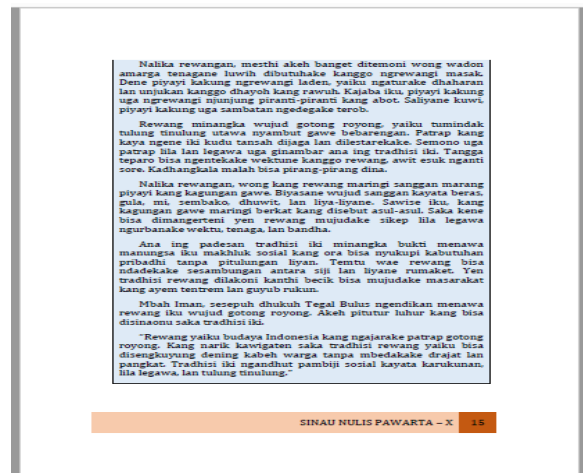 Nalika rewangan, mesthi akeh banget ditemoni wong wadon
amarga tenagane luwih dibutuhake kanggo ngrewangi masak.
Dene piyayi kakung ngrewangi laden, yaiku ngaturake dhaharan
lan unjukan kanggo dhayoh kang rawuh. Kajaba iku, piyayi kakung
uga ngrewangi njunjung piranti-piranti kang abot. Saliyane kuwi,
piyayi kakung uga sambatan ngedegake terob.
Rewang minangka wujud gotong royong, yaiku tumindak
tulung tinulung utawa nyambut gawe bebarengan. Patrap kang
kaya ngene iki kudu tansah dijaga lan dilestarekake. Semono uga
patrap lila lan legawa uga ginambar ana ing tradhisi iki. Tangga
teparo bisa ngentekake wektune kanggo rewang, awit esuk nganti
sore. Kadhangkala malah bisa pirang-pirang dina.
Nalika rewangan, wong kang rewang maringi sanggan marang
piyayi kang kagungan gawe. Biyasane wujud sanggan kayata beras,
gula, mi, sembako, dhuwit, lan liya-liyane. Sawise iku, kang
kagungan gawe maringi berkat kang disebut asul-asul. Saka kene
bisa dimangerteni yen rewang mujudake sikep lila legawa
ngurbanake wektu, tenaga, lan bandha.
Ana ing padesan tradhisi iki minangka bukti menawa
manungsa iku makhluk sosial kang ora bisa nyukupi kabutuhan
pribadhi tanpa pitulungan liyan. Temtu wae rewang bisa
ndadekake sesambungan antara siji lan liyane rumaket. Yen
tradhisi rewang dilakoni kanthi becik bisa mujudake masarakat
kang ayem tentrem lan guyub rukun.
Mbah Iman, sesepuh dhukuh Tegal Bulus ngendikan menawa
rewang iku wujud gotong royong. Akeh pitutur luhur kang bisa
disinaonu saka tradhisi iki.
"Rewang yaiku budaya Indonesia kang ngajarake patrap gotong
royong. Kang narik kawigaten saka tradhisi rewang yaiku bisa
disengkuyung dening kabeh warga tanpa mbedakake drajat lan
pangkat. Tradhisi iki ngandhut pambiji sosial kayata karukunan,
lila legawa, lan tulung tinulung."
SINAU NULIS PAWARTA – X 15